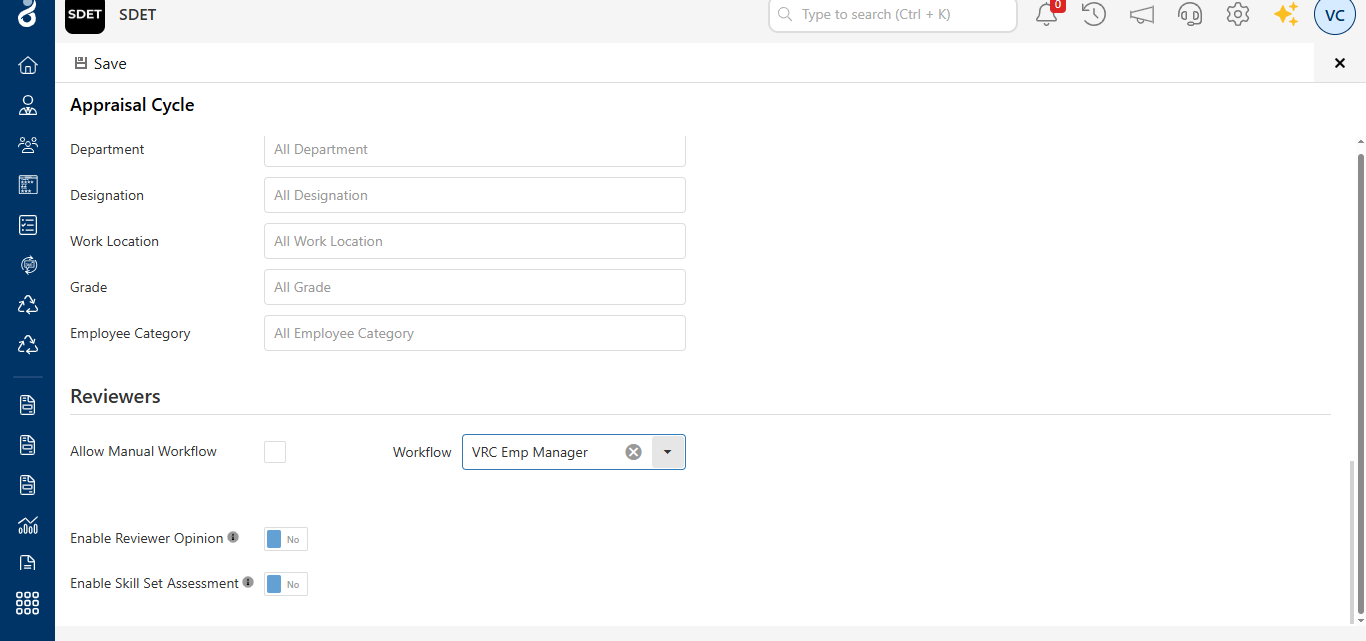 SDET SDET Type to search (Ctrl + K) 0 VC
Save
Appraisal Cycle
Department All Department
Designation All Designation
Work Location All Work Location
Grade All Grade
Employee Category All Employee Category
Reviewers
Allow Manual Workflow Workflow VRC Emp Manager
Enable Reviewer Opinion No
Enable Skill Set Assessment No